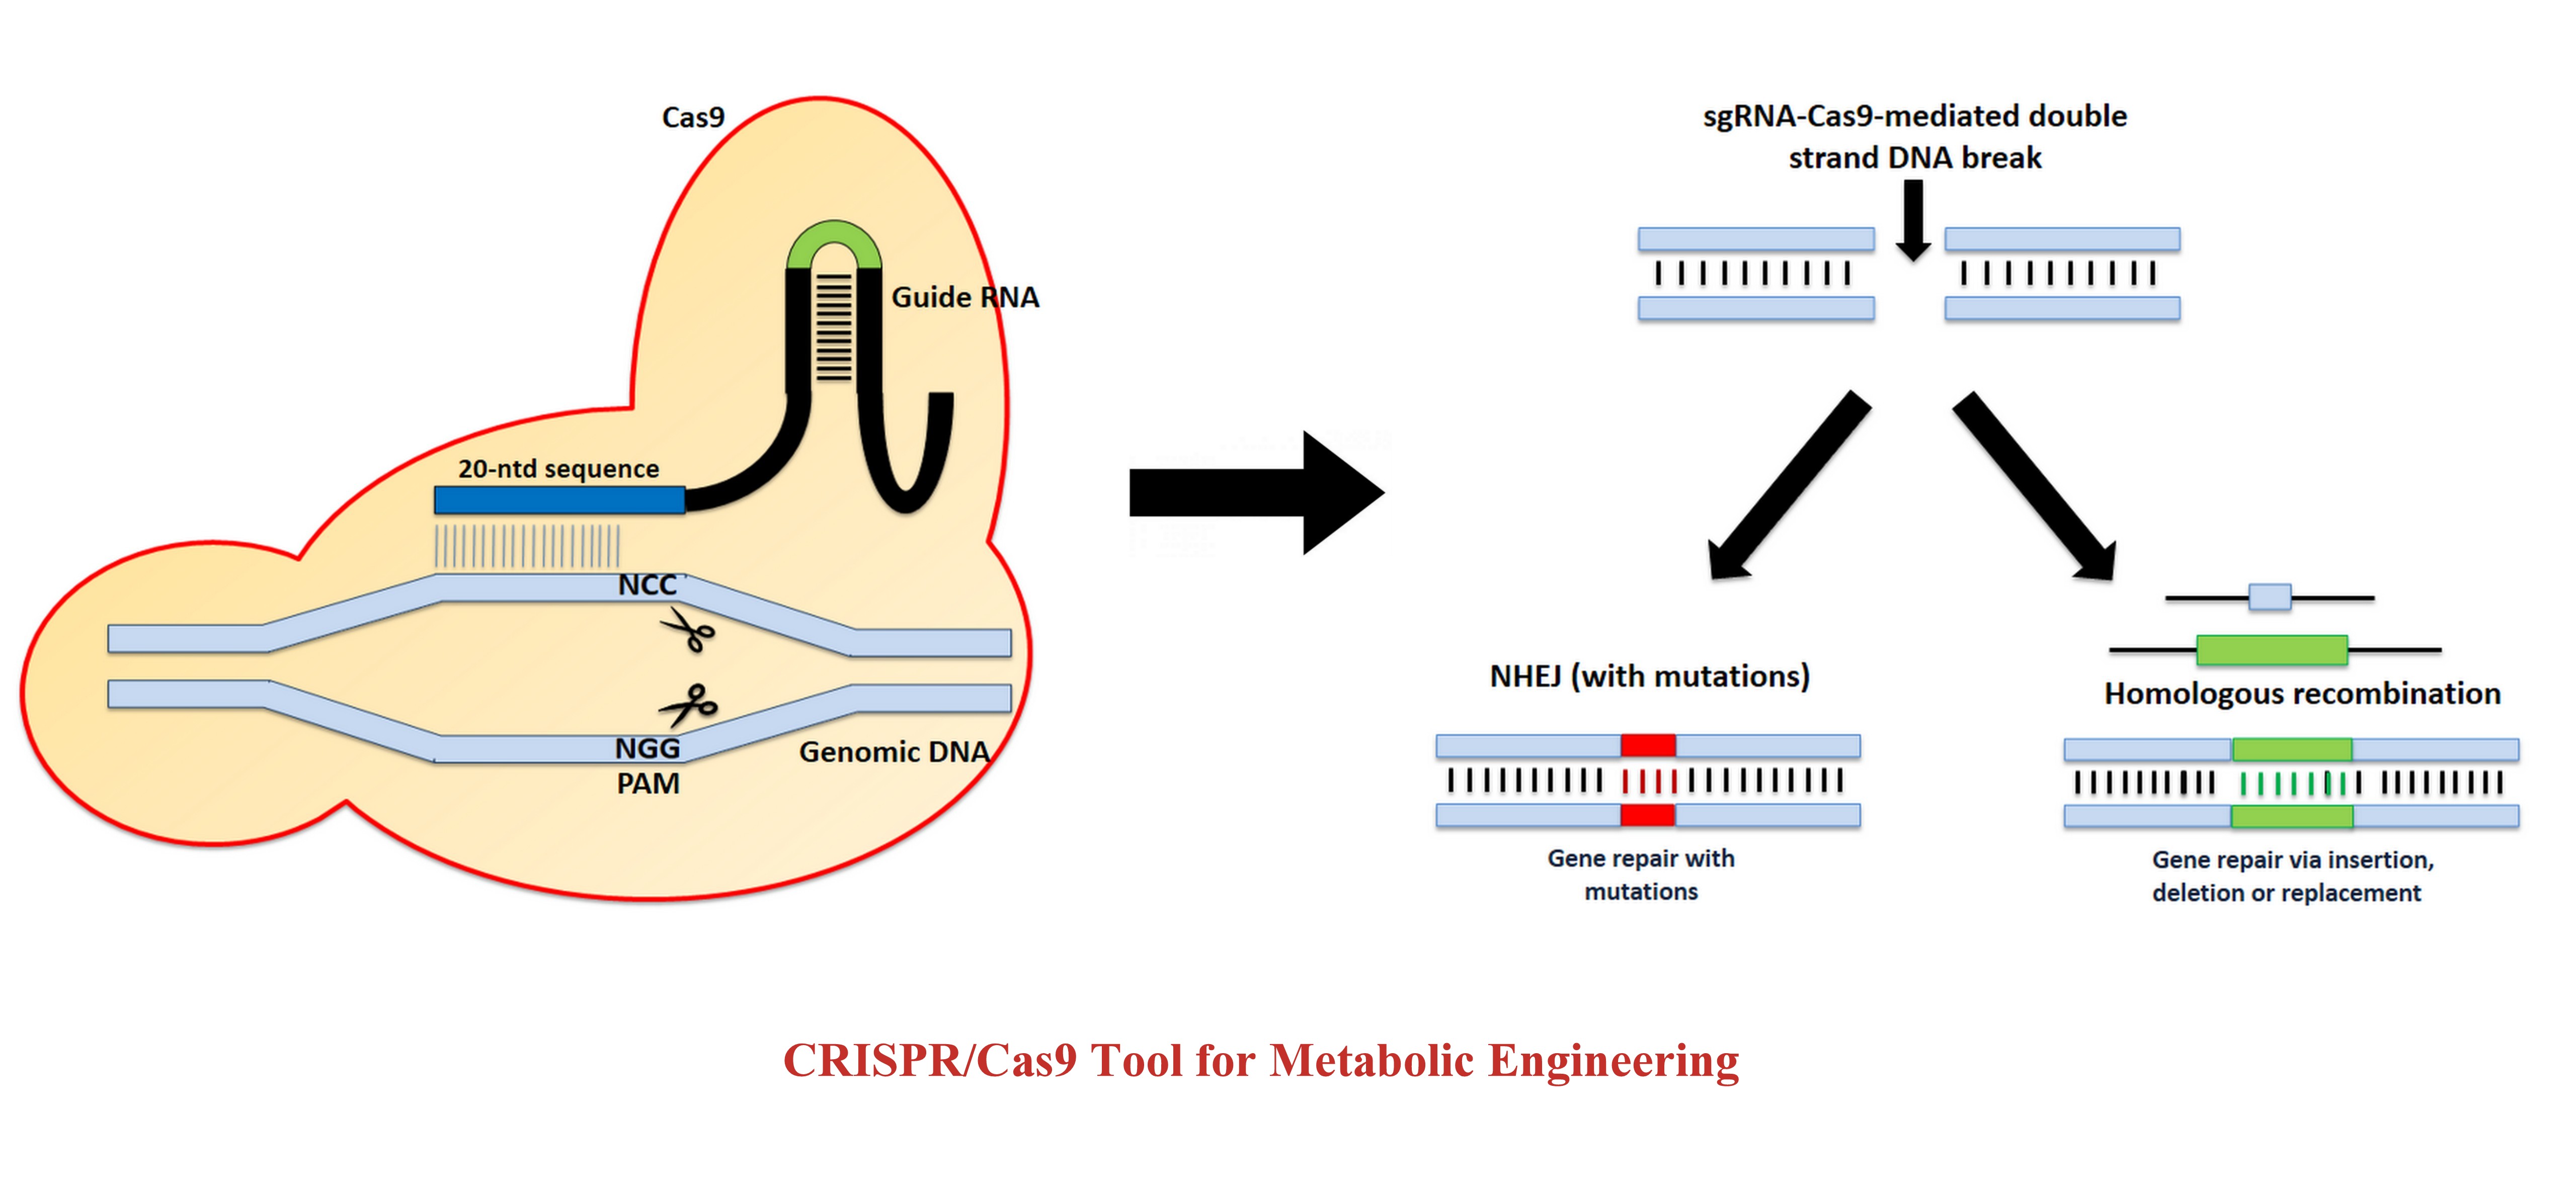 Cas9
Guide RNA
20-ntd sequence
NCC
NGG
PAM
Genomic DNA
sgRNA-Cas9-mediated double
strand DNA break
NHEJ (with mutations)
Gene repair with
mutations
Homologous recombination
Gene repair via insertion,
deletion or replacement
CRISPR/Cas9 Tool for Metabolic Engineering